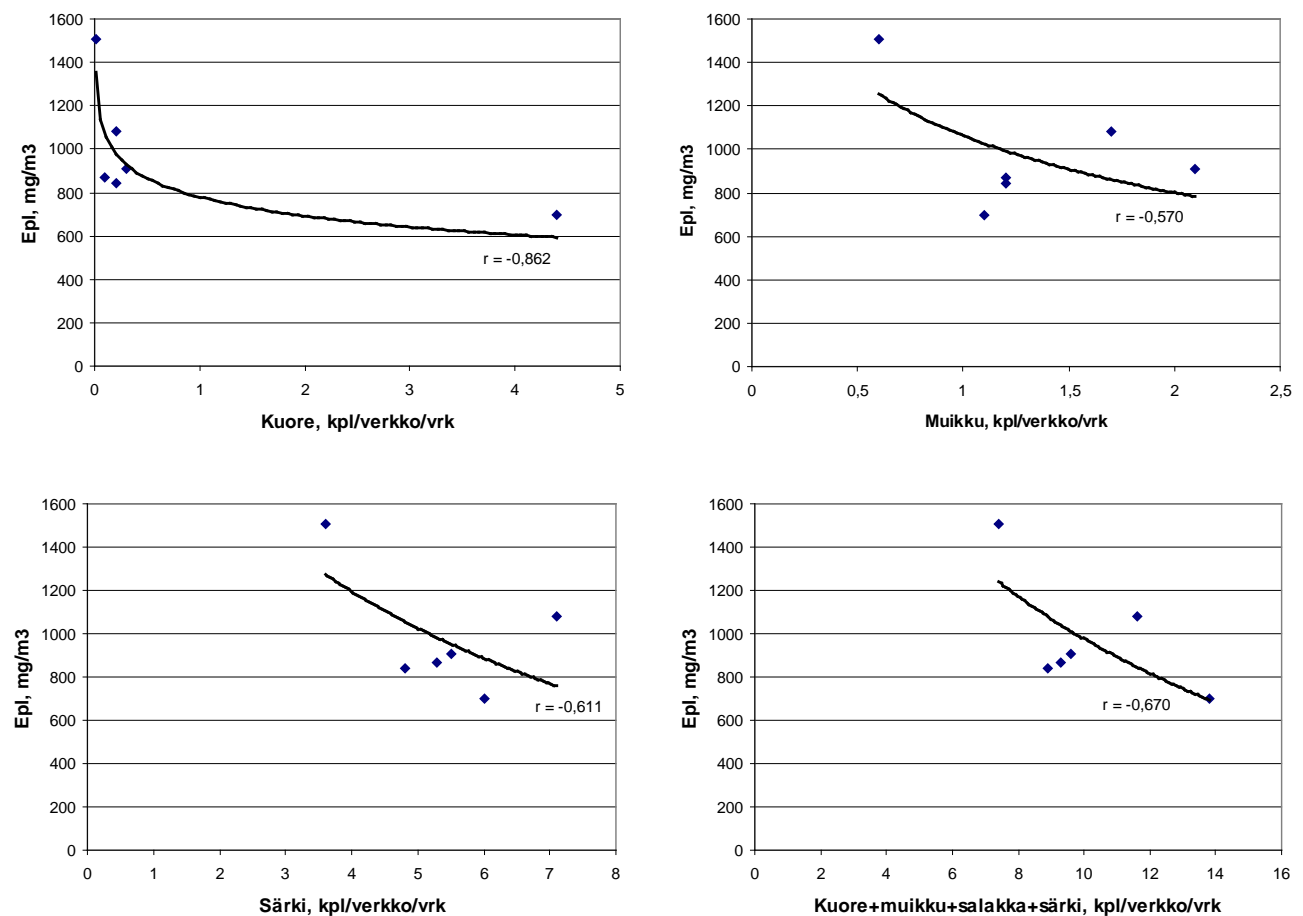 1600
1400
1200
1000
800
600
400
200
0
Epl, mg/m3
r = -0,862
0 1 2 3 4 5
Kuore, kpl/verkko/vrk
1600
1400
1200
1000
800
600
400
200
0
Epl, mg/m3
r = -0,570
0 0,5 1 1,5 2 2,5
Muikku, kpl/verkko/vrk
1600
1400
1200
1000
800
600
400
200
0
Epl, mg/m3
r = -0,611
0 1 2 3 4 5 6 7 8
Särki, kpl/verkko/vrk
1600
1400
1200
1000
800
600
400
200
0
Epl, mg/m3
r = -0,670
0 2 4 6 8 10 12 14 16
Kuore+muikku+salakka+särki, kpl/verkko/vrk